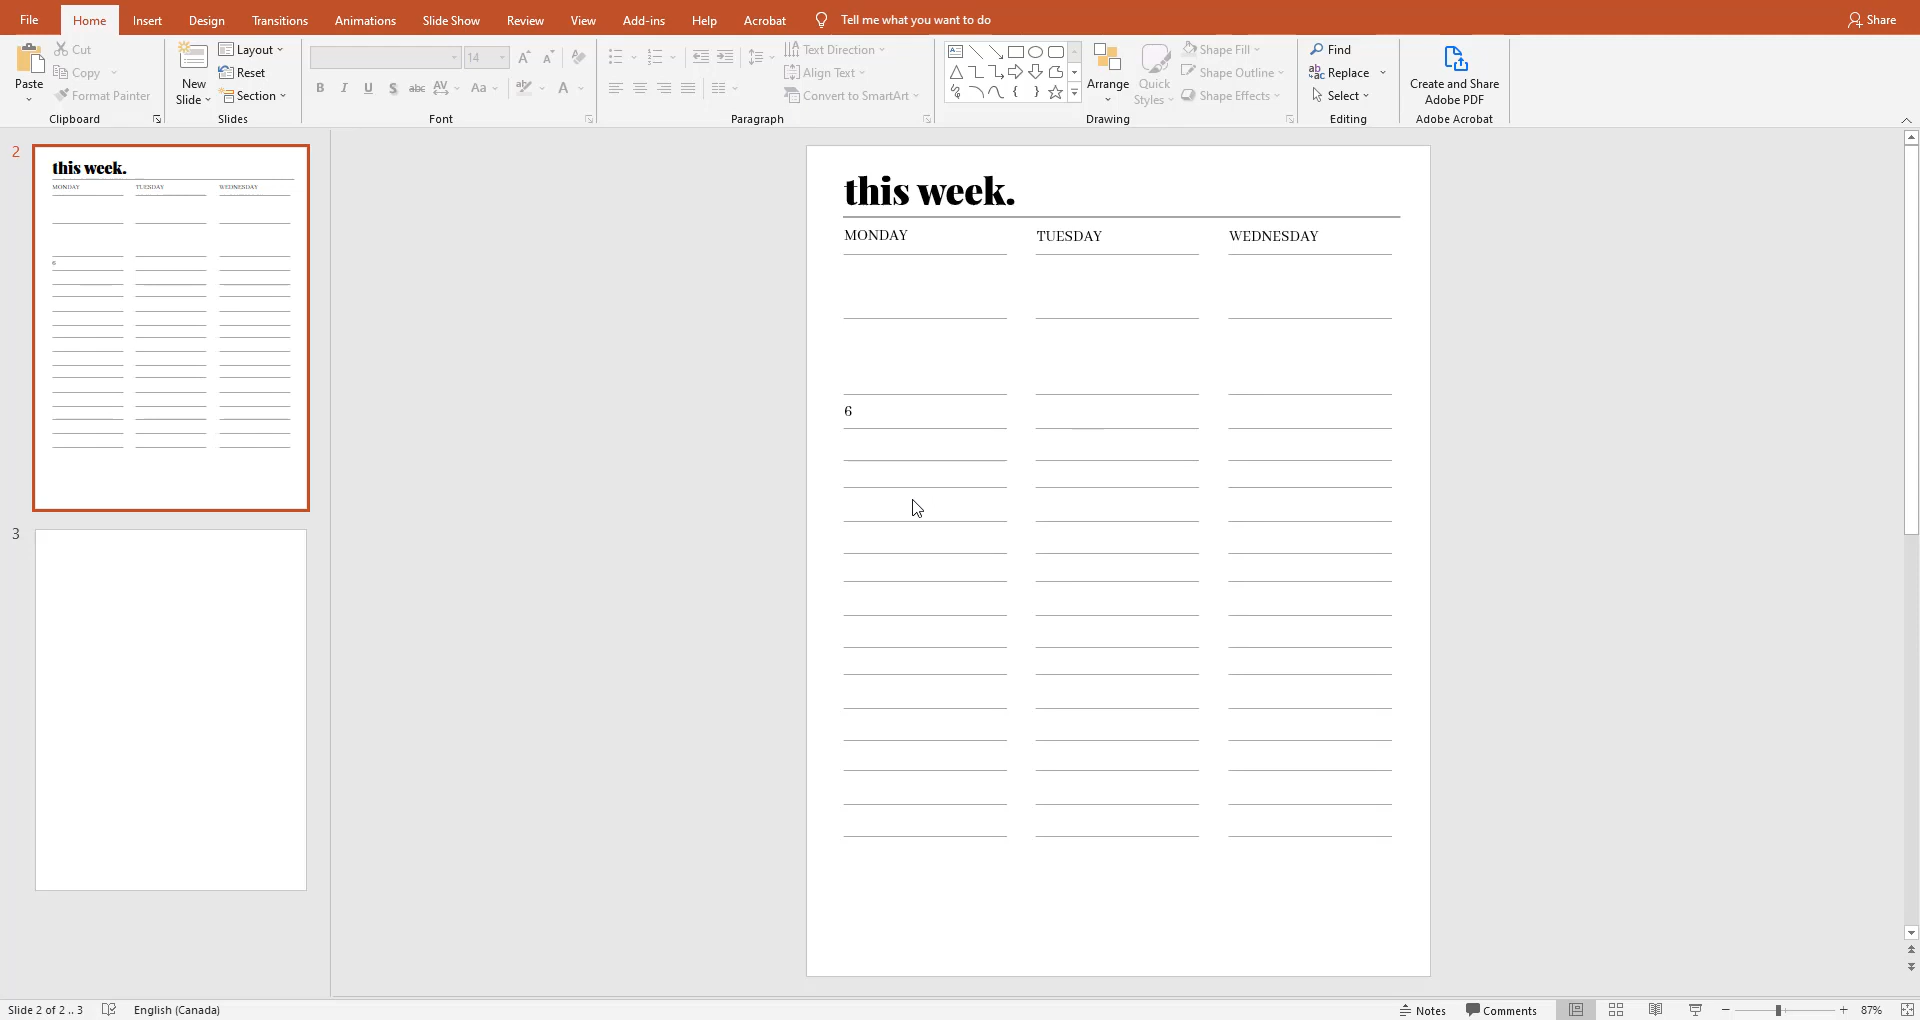 File Home Insert Design Transitions Animations Slide Show Review View Add-ins Help Acrobat Tell me what you want to do Share
Paste
Cut
Copy
Format Painter
Clipboard
New
Slide
Layout
Reset
Section
Slides
14
B I U S abc AV Aa A
Font
Text Direction
Align Text
Convert to SmartArt
Paragraph
Arrange
Quick
Styles
Shape Fill
Shape Outline
Shape Effects
Drawing
Find
Replace
Select
Editing
Create and Share
Adobe PDF
Adobe Acrobat
2
this week.
MONDAY TUESDAY WEDNESDAY
6
3
this week.
MONDAY TUESDAY WEDNESDAY
6
Slide 2 of 2 .. 3 English (Canada) Notes Comments 87%